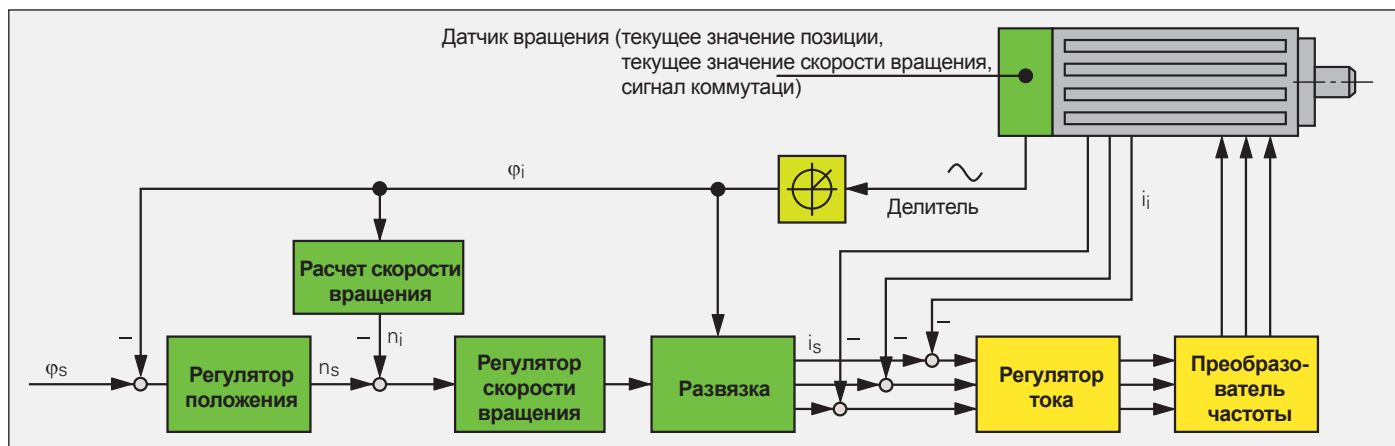 Датчик вращения (текущее значение позиции,
текущее значение скорости вращения,
сигнал коммутаци)
φi
Делитель
ii
Расчет скорости
вращения
–
–
ni
φs
Регулятор
положения
ns
Регулятор
скорости
вращения
Развязка
is
–
–
–
Регулятор
тока
Преобразо-
ватель
частоты